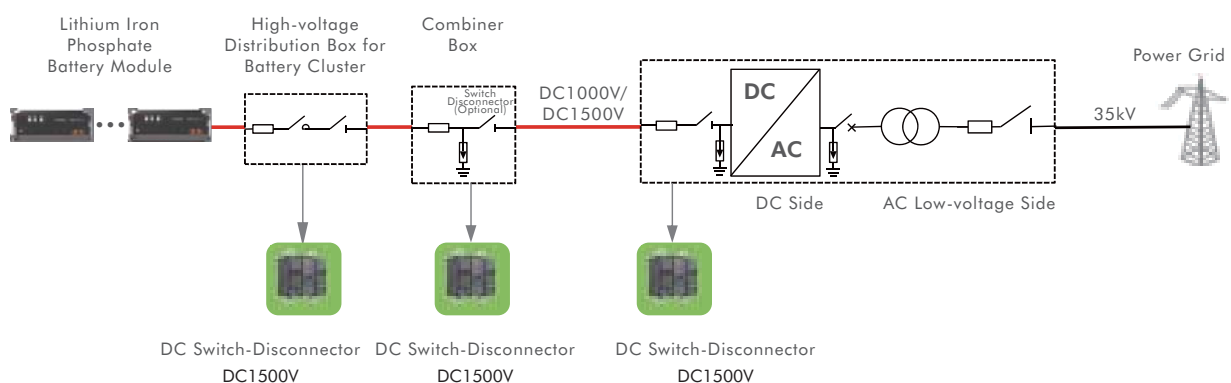 Lithium Iron
Phosphate
Battery Module
High-voltage
Distribution Box for
Battery Cluster
Combiner
Box
Switch
Disconnector
(Optional)
DC1000V/
DC1500V
DC
AC
DC Side
AC Low-voltage Side
35kV
Power Grid
DC Switch-Disconnector
DC1500V
DC Switch-Disconnector
DC1500V
DC Switch-Disconnector
DC1500V